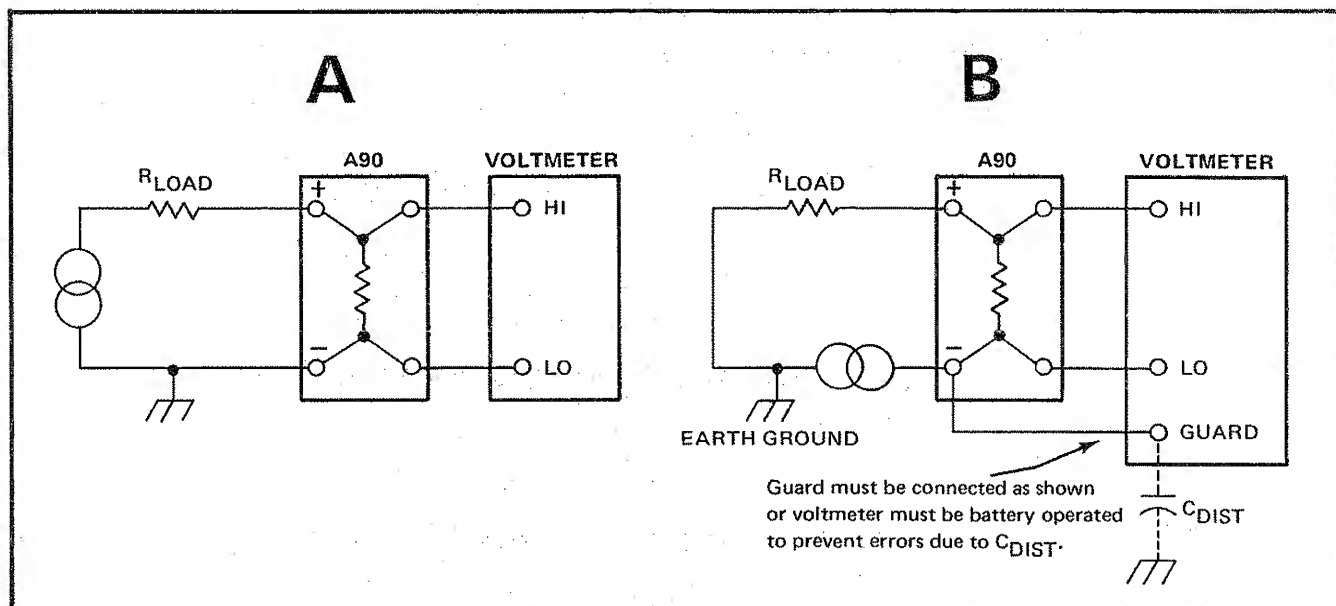 A
B
A90
VOLTMETER
RLOAD
+
HI
−
LO
A90
VOLTMETER
RLOAD
+
HI
−
LO
GUARD
EARTH GROUND
Guard must be connected as shown
or voltmeter must be battery operated
to prevent errors due to CDIST.
CDIST